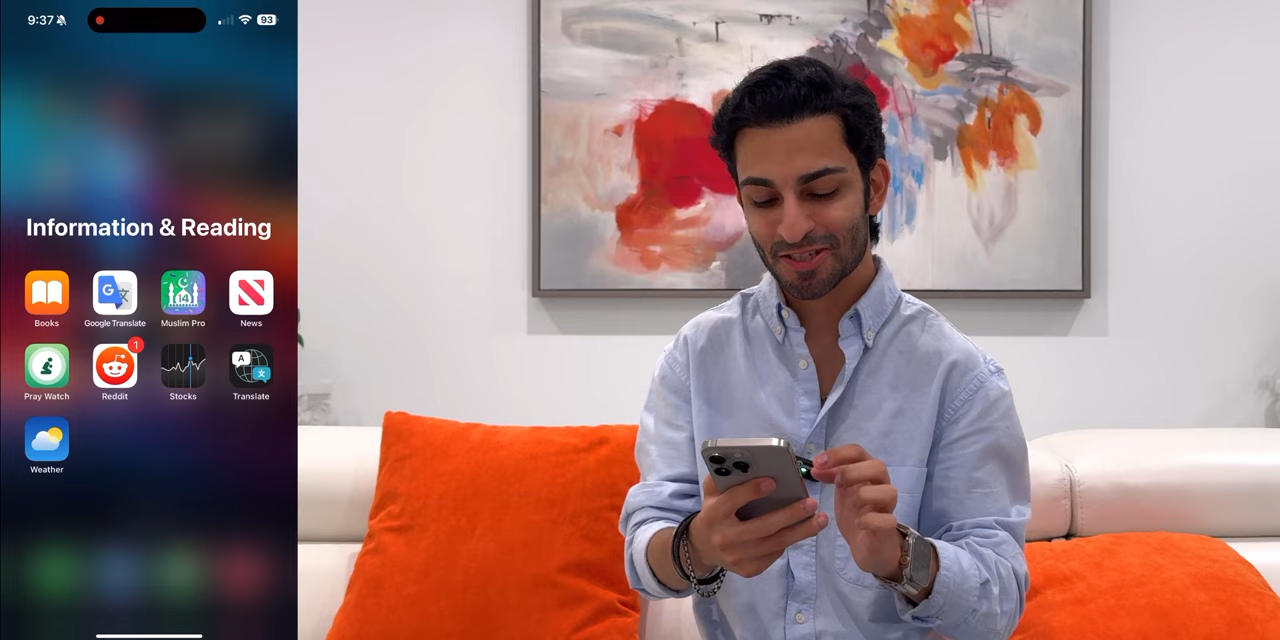 9:37
93
Information & Reading
Books
Google Translate
Muslim Pro
News
1
Pray Watch
Reddit
Stocks
Translate
Weather